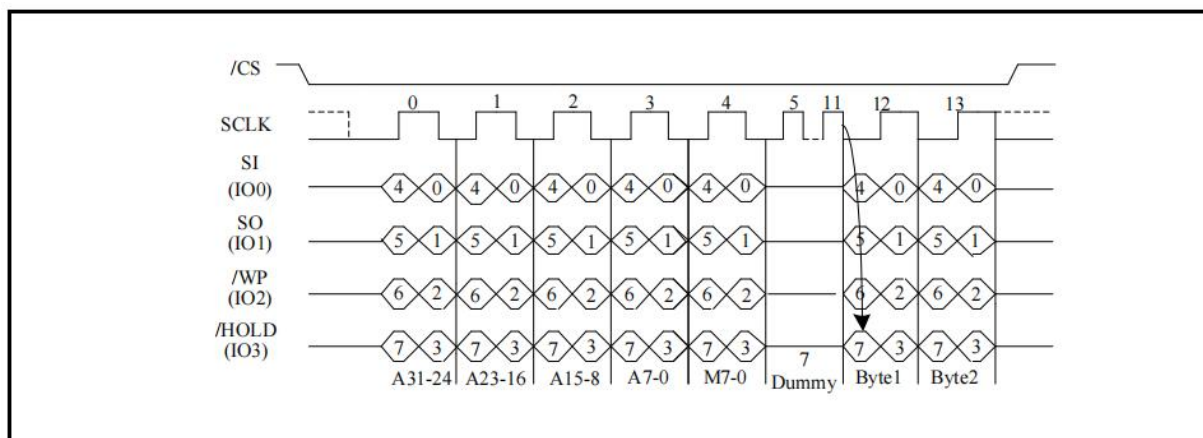 /CS
0 1 2 3 4 5 11 12 13
SCLK
SI
(IO0)
4 0 4 0 4 0 4 0 4 0 4 0 4 0
SO
(IO1)
5 1 5 1 5 1 5 1 5 1 5 1 5 1
/WP
(IO2)
6 2 6 2 6 2 6 2 6 2 6 2 6 2
/HOLD
(IO3)
7 3 7 3 7 3 7 3 7 3 7 7 3 7 3
A31-24 A23-16 A15-8 A7-0 M7-0 Dummy Byte1 Byte2